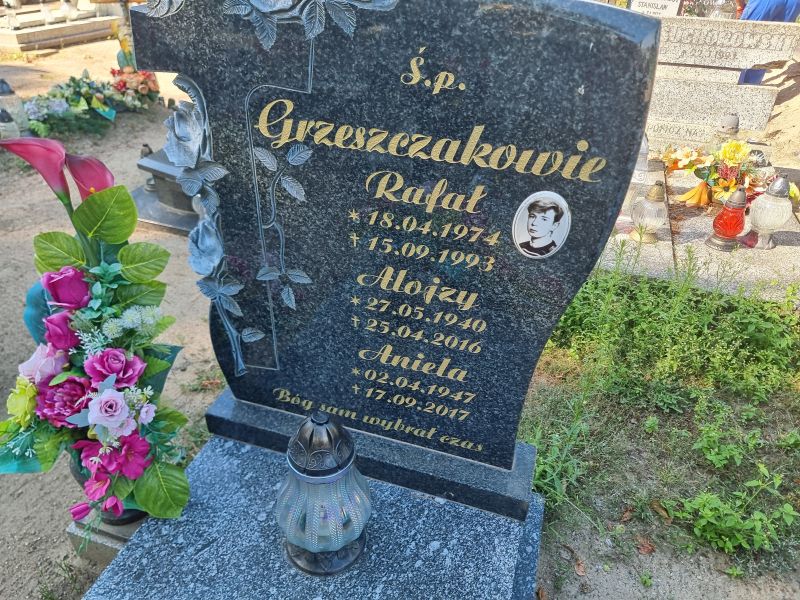 STANISŁAW
Ś.p.
Grzeszczakowie
Rafał
* 18.04.1974
† 15.09.1993
Alojzy
* 27.05.1940
† 25.04.2016
Aniela
* 02.04.1947
† 17.09.2017
Bóg sam wybrał czas